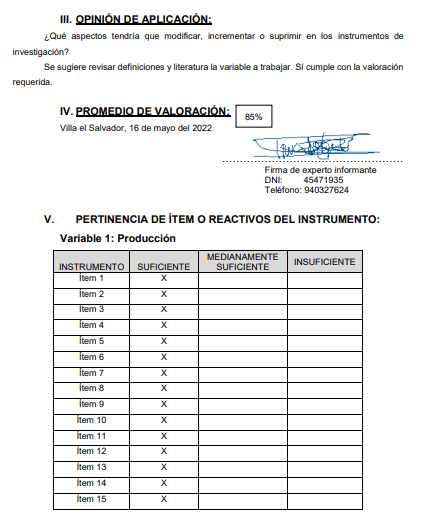 III. OPINIÓN DE APLICACIÓN:
¿Qué aspectos tendría que modificar, incrementar o suprimir en los instrumentos de
investigación?
Se sugiere revisar definiciones y literatura la variable a trabajar. Sí cumple con la valoración
requerida.
IV. PROMEDIO DE VALORACIÓN: 85%
Villa el Salvador, 16 de mayo del 2022.
Firma de experto informante
DNI: 45471935
Teléfono: 940327624
V. PERTINENCIA DE ÍTEM O REACTIVOS DEL INSTRUMENTO:
Variable 1: Producción
INSTRUMENTO SUFICIENTE MEDIANAMENTE SUFICIENTE INSUFICIENTE
Ítem 1 X
Ítem 2 X
Ítem 3 X
Ítem 4 X
Ítem 5 X
Ítem 6 X
Ítem 7 X
Ítem 8 X
Ítem 9 X
Ítem 10 X
Ítem 11 X
Ítem 12 X
Ítem 13 X
Ítem 14 X
Ítem 15 X